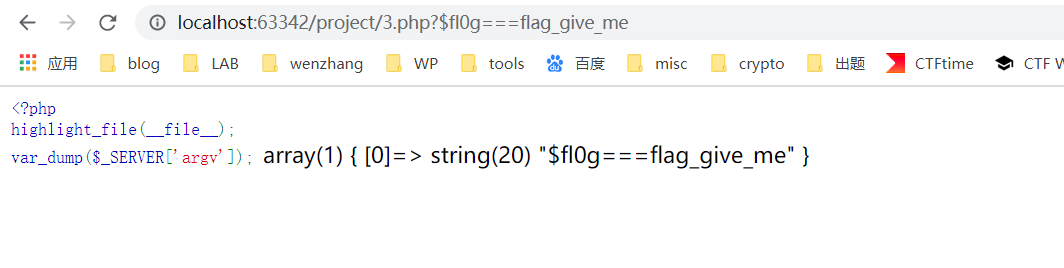 localhost:63342/project/3.php?$fl0g===flag_give_me
应用 blog LAB wenzhang WP tools 百度 misc crypto 出题 CTFtime CTF W
<?php
highlight_file(__file__);
var_dump($_SERVER['argv']); array(1) { [0]=> string(20) "$fl0g===flag_give_me" }